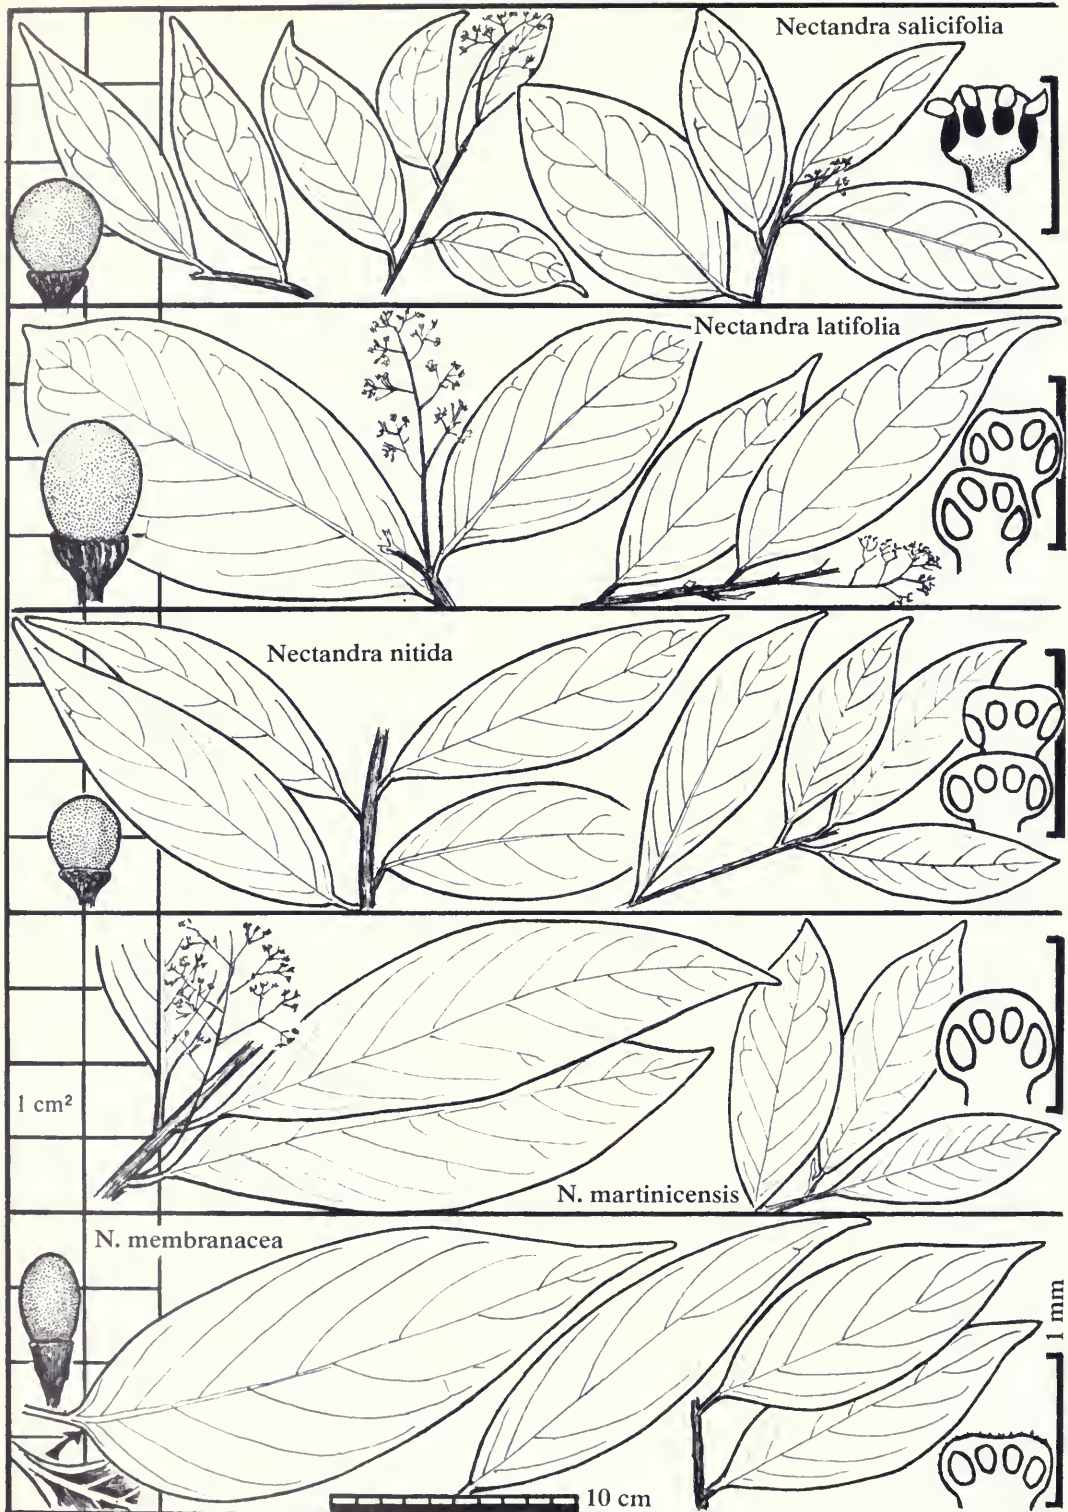 Nectandra salicifolia
Nectandra latifolia
Nectandra nitida
1 cm²
N. martinicensis
N. membranacea
1 mm
10 cm